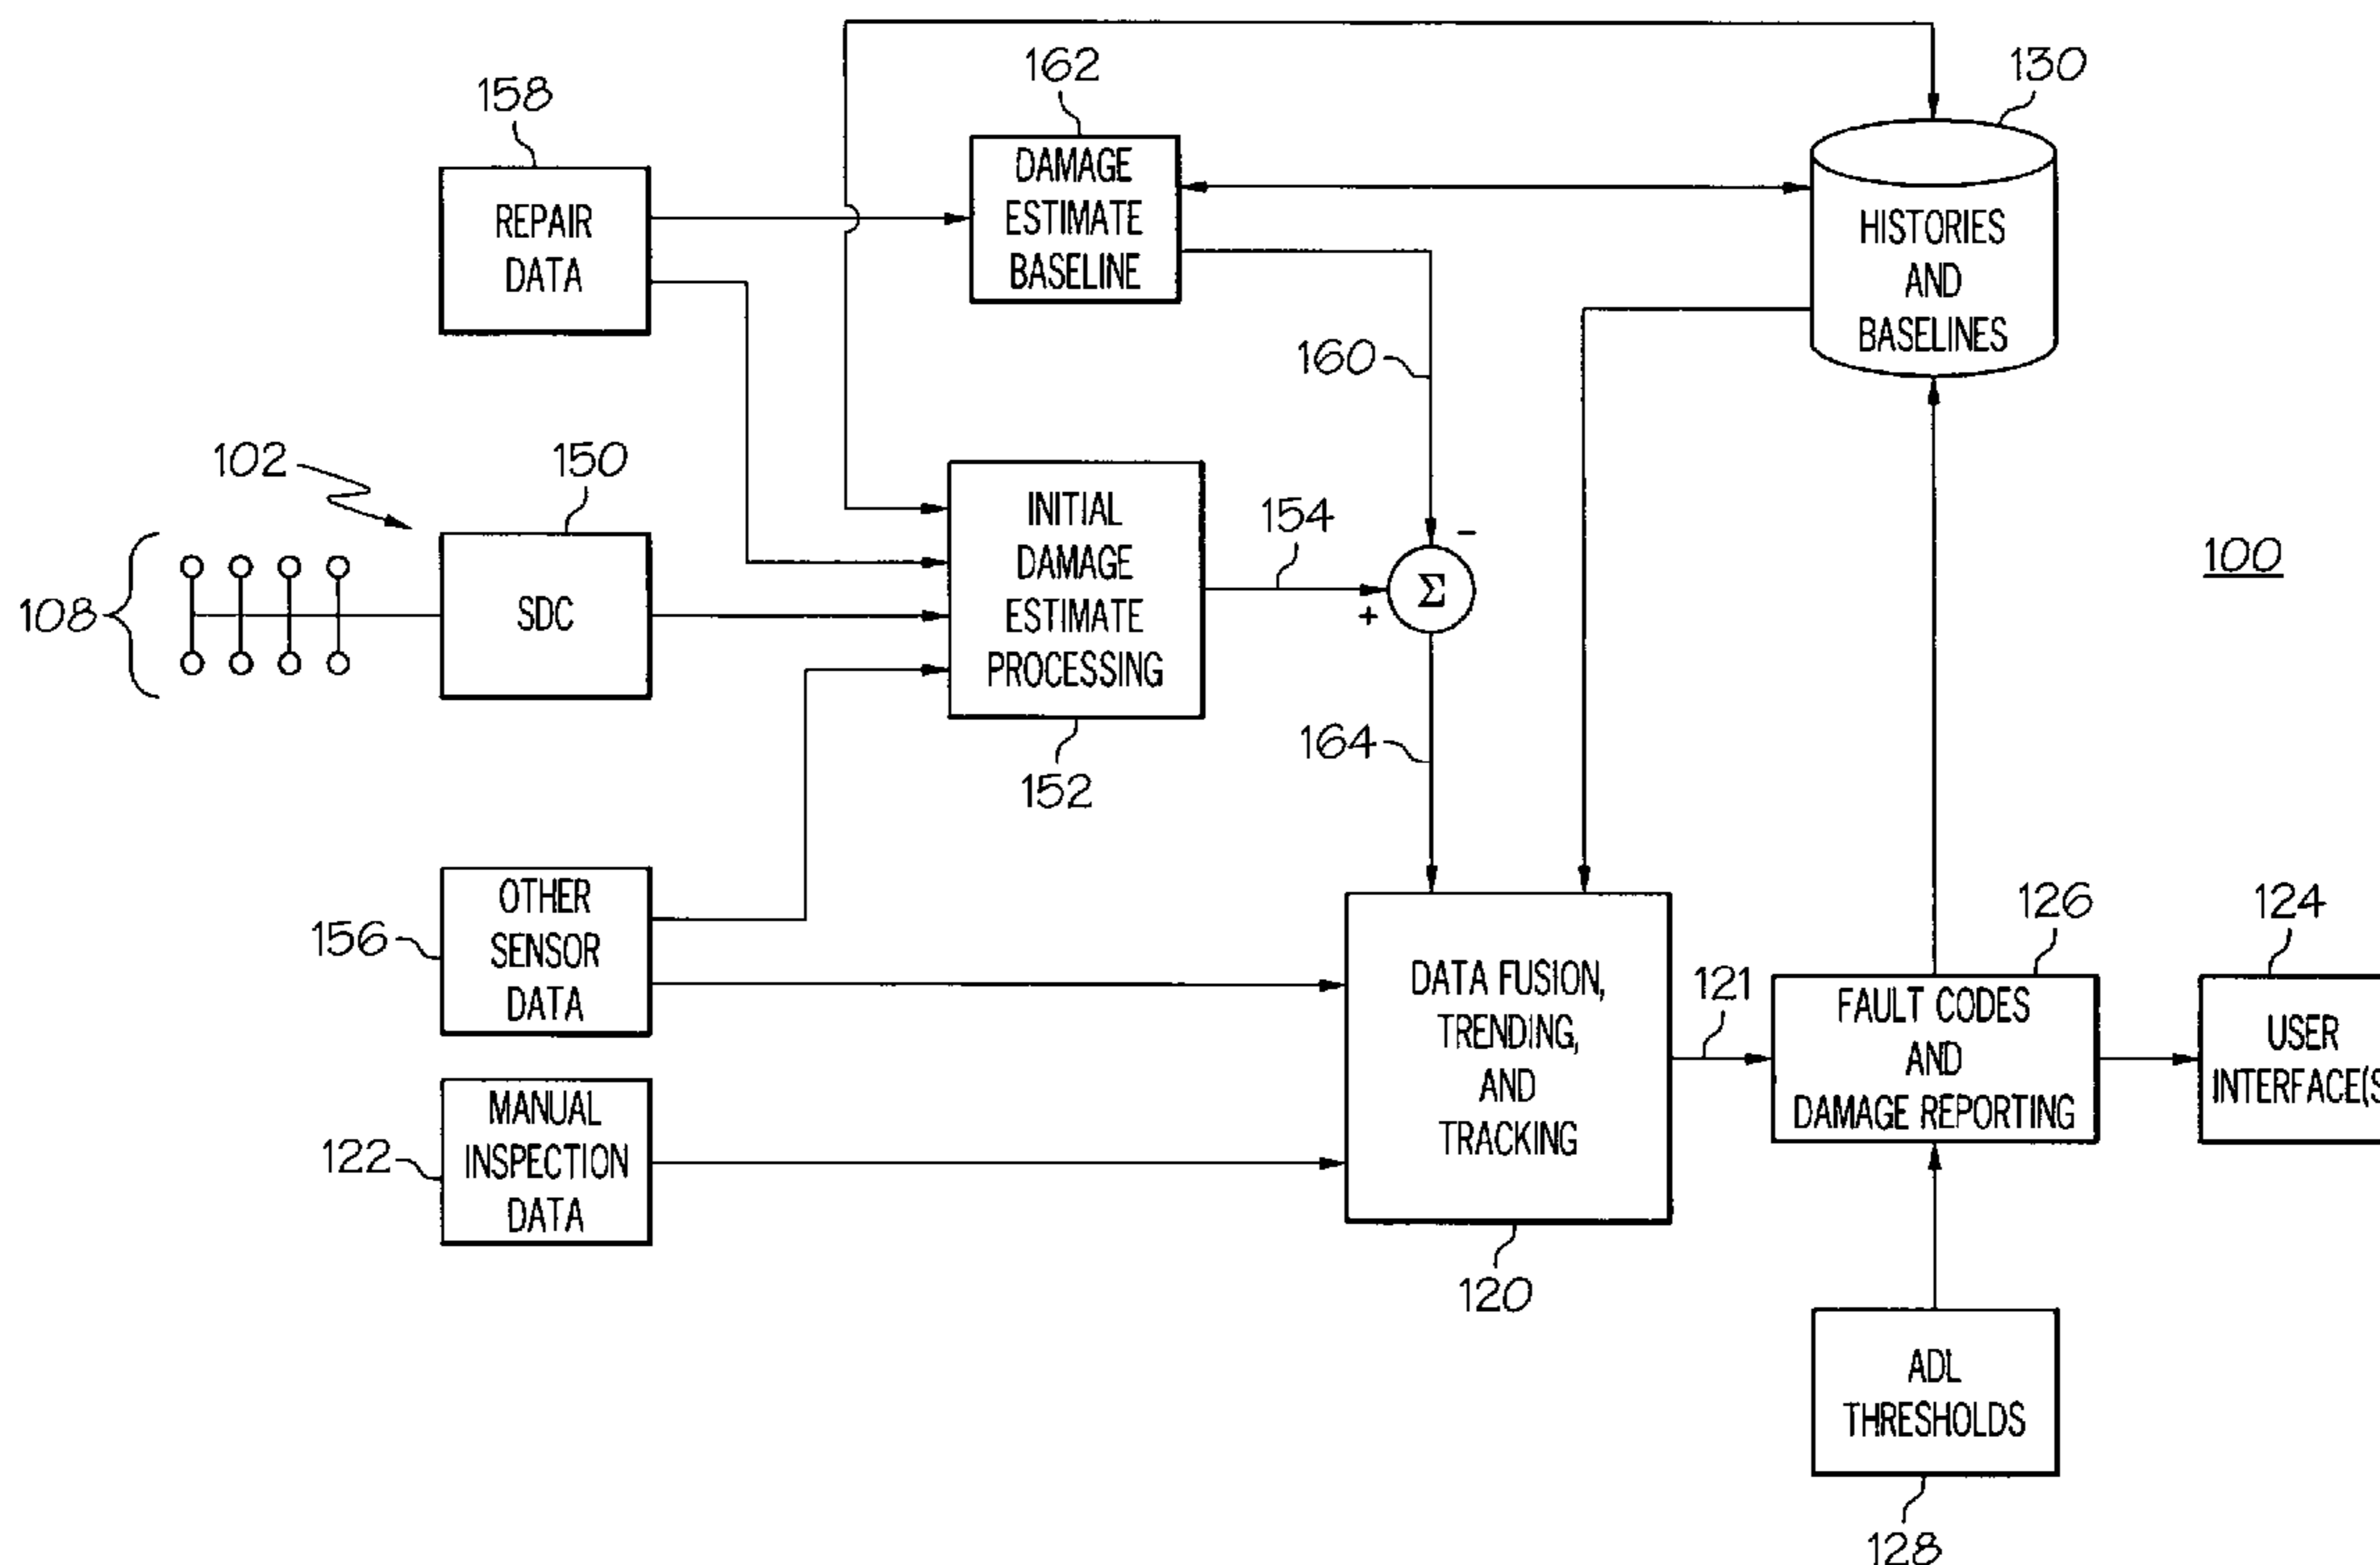 158
REPAIR
DATA
162
DAMAGE
ESTIMATE
BASELINE
130
HISTORIES
AND
BASELINES
160
102
150
SDC
108
INITIAL
DAMAGE
ESTIMATE
PROCESSING
152
154
-
+
Σ
164
100
OTHER
SENSOR
DATA
156
MANUAL
INSPECTION
DATA
122
DATA FUSION,
TRENDING,
AND
TRACKING
120
121
FAULT CODES
AND
DAMAGE REPORTING
126
124
USER
INTERFACE(S
ADL
THRESHOLDS
128